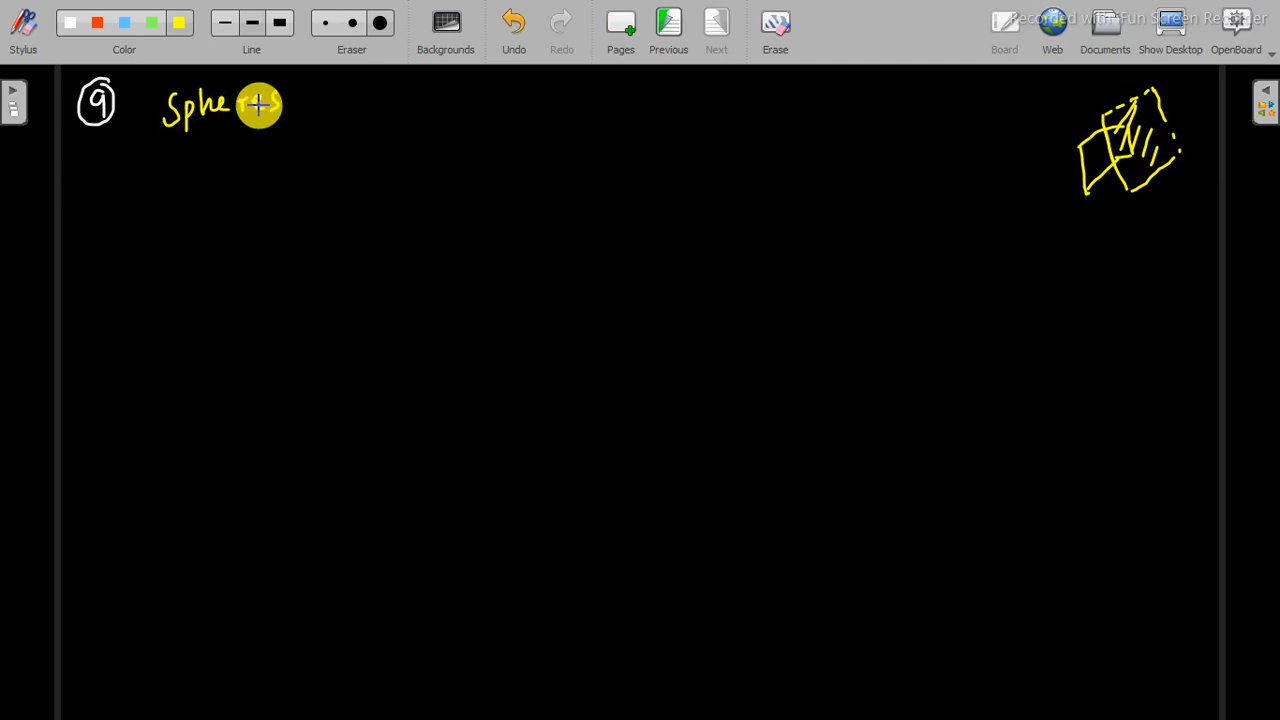 Stylus
Color
Line
Eraser
Backgrounds
Undo
Redo
Pages
Previous
Next
Erase
Board
Web
Documents
Show Desktop
OpenBoard
Recorded with Fun Screen Recorder
9 Spheres